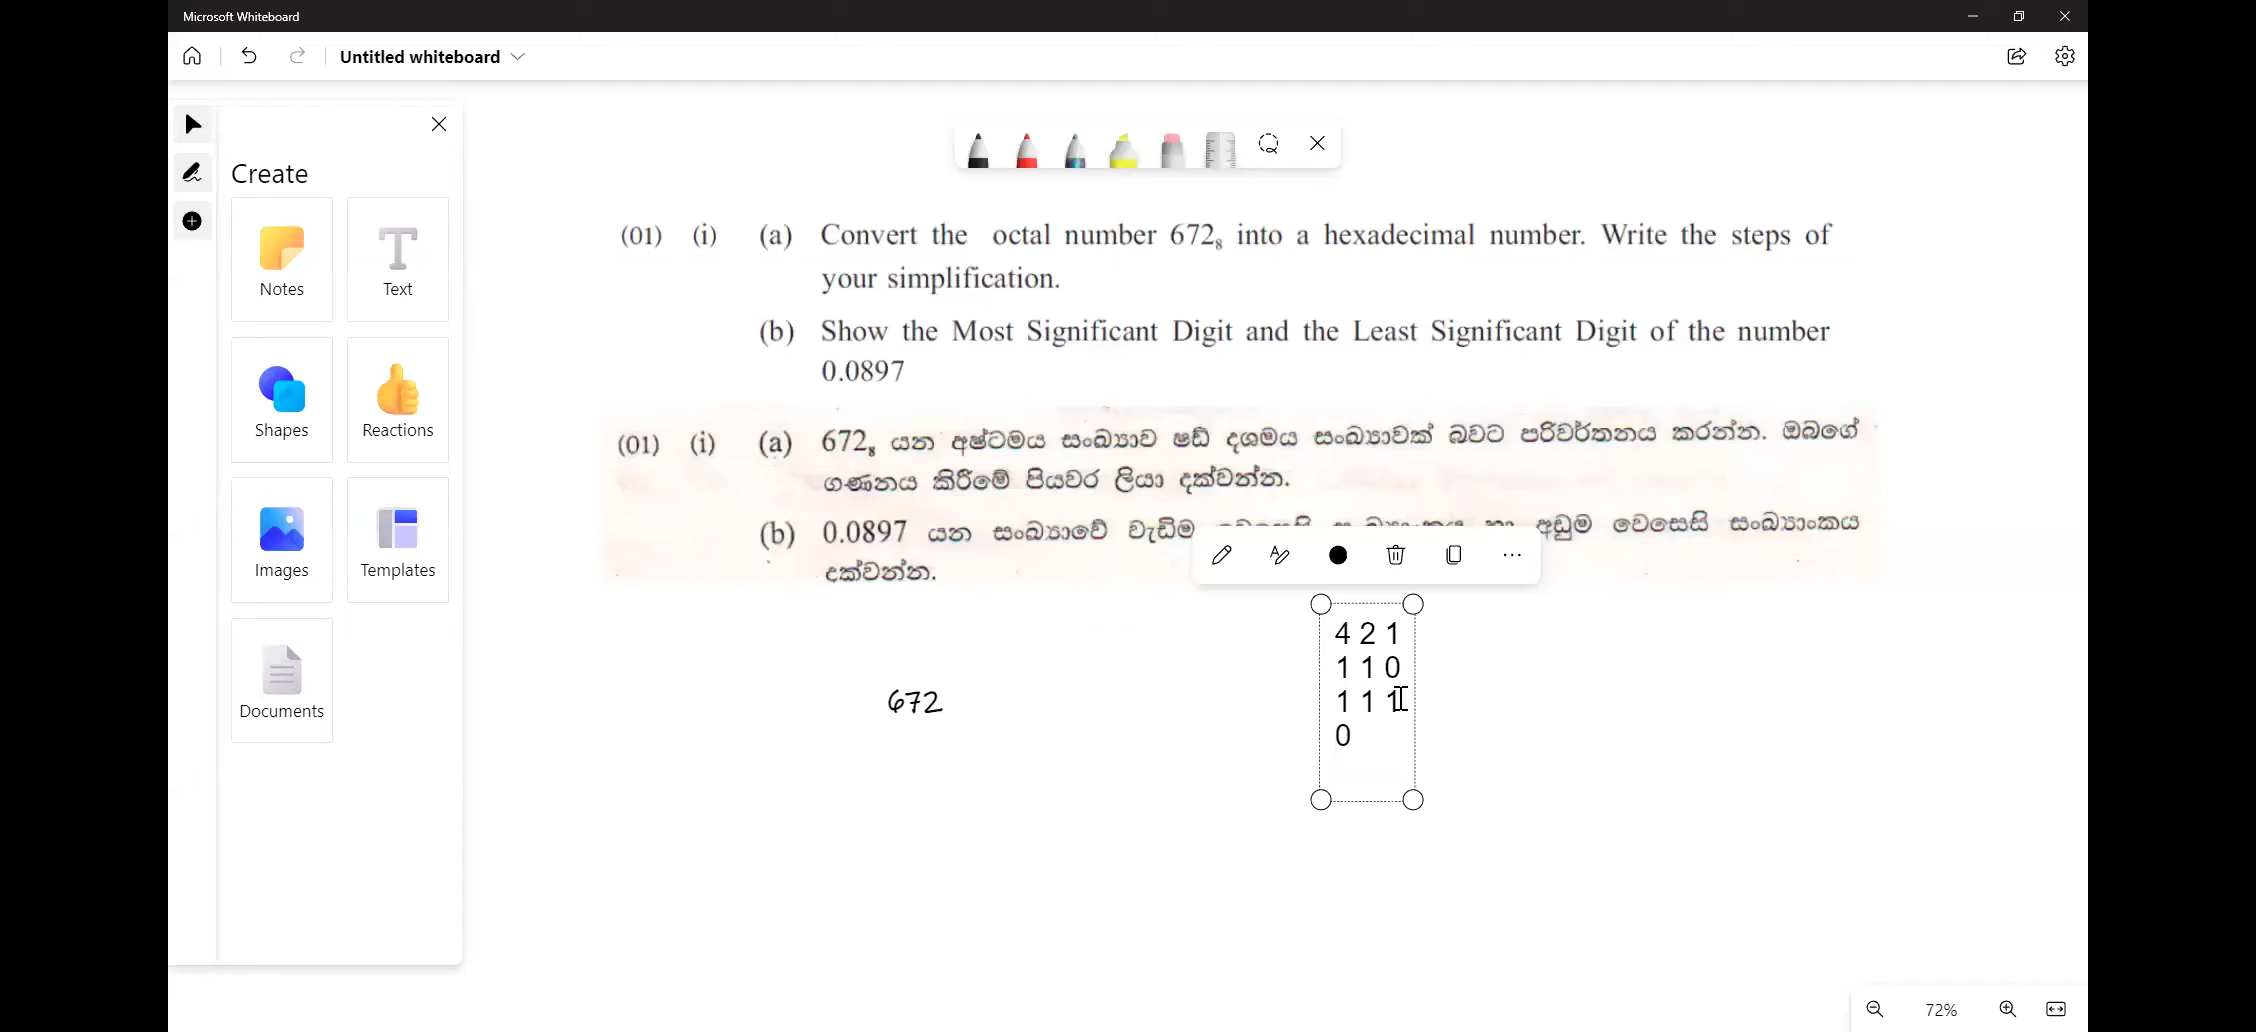 Microsoft Whiteboard
Untitled whiteboard
Create
Notes
Text
Shapes
Reactions
Images
Templates
Documents
(01) (i) (a) Convert the octal number 672₈ into a hexadecimal number. Write the steps of
your simplification.
(b) Show the Most Significant Digit and the Least Significant Digit of the number
0.0897
(01) (i) (a) 672₈ යන අෂ්ටමය සංඛ්‍යාව ෂඩ් දශමය සංඛ්‍යාවක් බවට පරිවර්තනය කරන්න. ඔබගේ
ගණනය කිරීමේ පියවර ලියා දක්වන්න.
(b) 0.0897 යන සංඛ්‍යාවේ වැඩිම අඩුම වෙසෙසි සංඛ්‍යාංකය
දක්වන්න.
4 2 1
1 1 0
1 1 1
0
672
72%